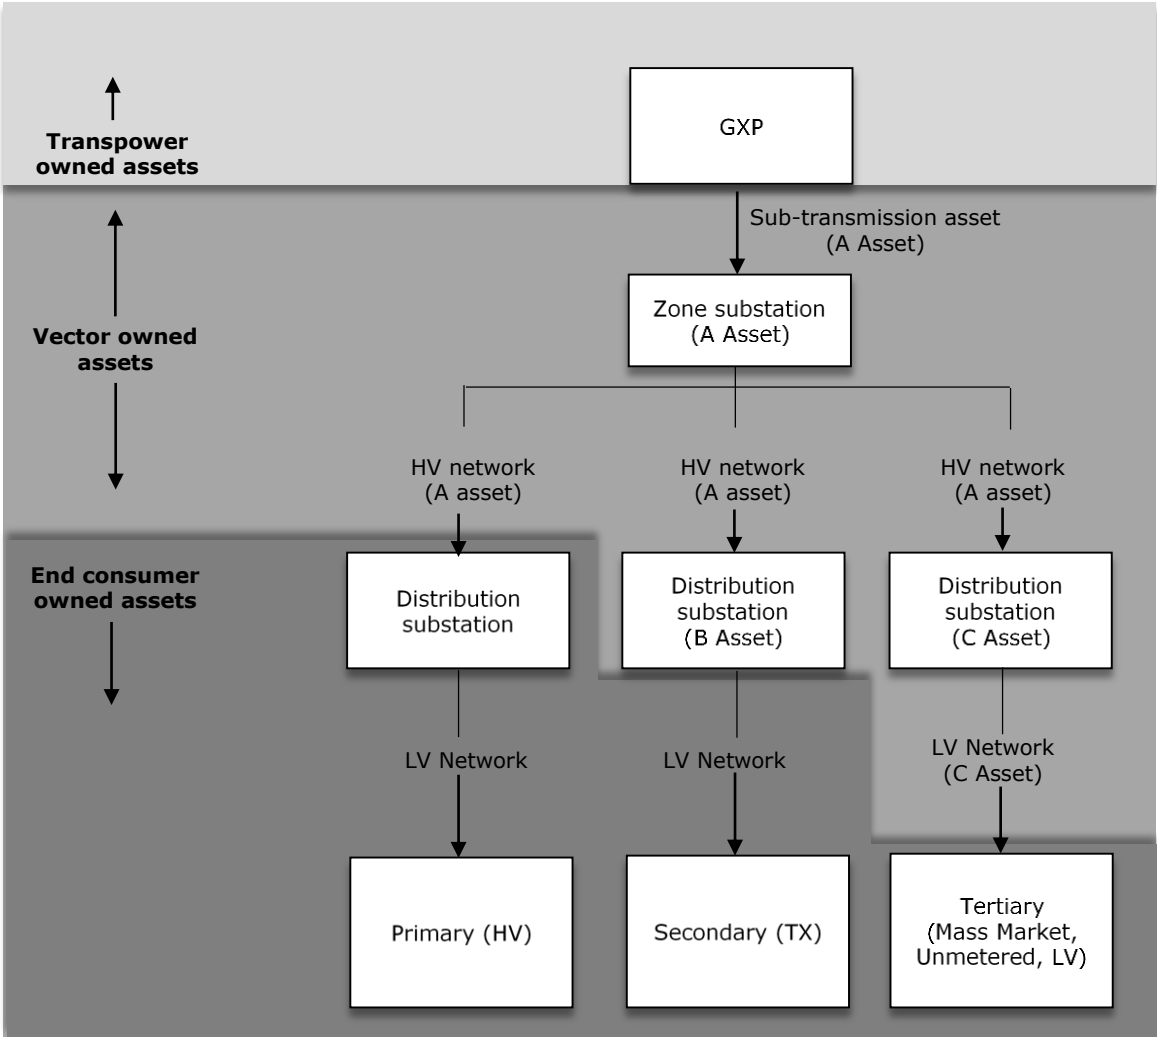 GXP
Transpower
owned assets
Sub-transmission asset
(A Asset)
Zone substation
(A Asset)
Vector owned
assets
HV network
(A asset)
HV network
(A asset)
HV network
(A asset)
End consumer
owned assets
Distribution
substation
Distribution
substation
(B Asset)
Distribution
substation
(C Asset)
LV Network
LV Network
LV Network
(C Asset)
Primary (HV)
Secondary (TX)
Tertiary
(Mass Market,
Unmetered, LV)